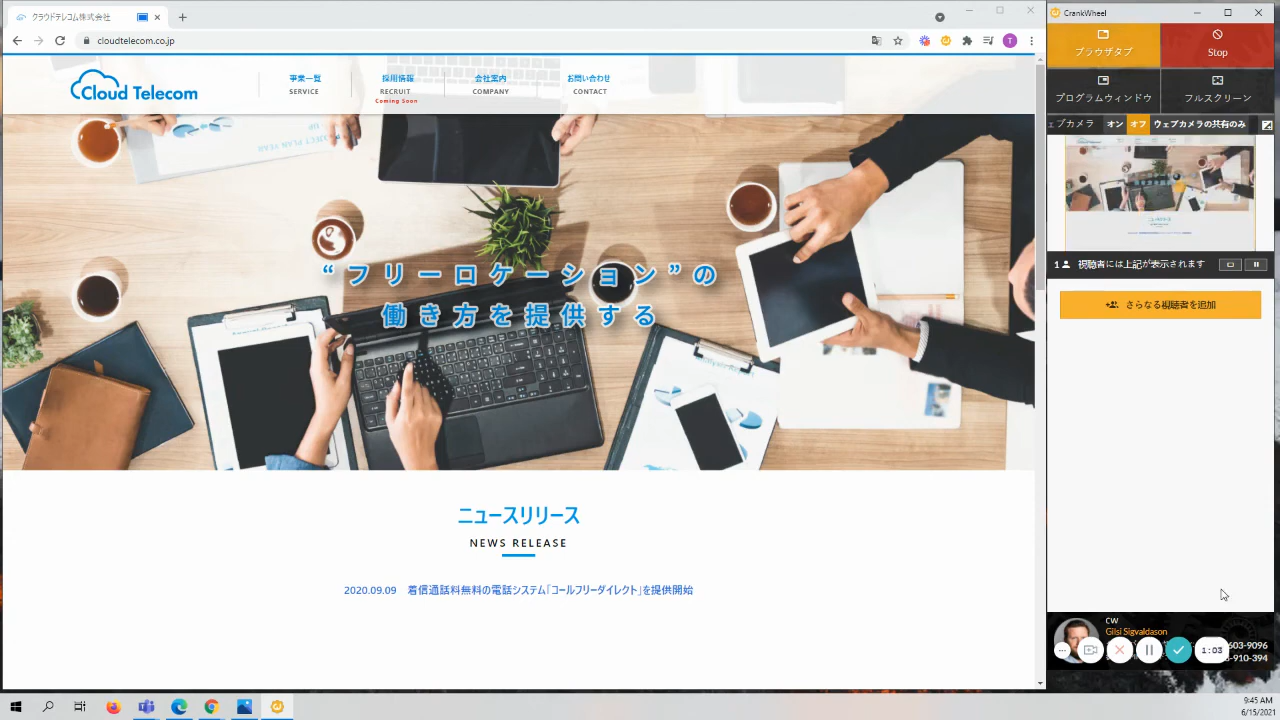 クラウドテレコム株式会社
cloudtelecom.co.jp
Cloud Telecom
事業一覧
SERVICE
採用情報
RECRUIT
Coming Soon
会社案内
COMPANY
お問い合わせ
CONTACT
“フリーロケーション”の
働き方を提供する
ニュースリリース
NEWS RELEASE
2020.09.09 着信通話料無料の電話システム「コールフリーダイレクト」を提供開始
CrankWheel
ブラウザタブ
Stop
プログラムウィンドウ
フルスクリーン
ェブカメラ オン オフ ウェブカメラの共有のみ
1 視聴者には上記が表示されます
さらなる視聴者を追加
CW
Gilsi Sigvaldason
603-9096
-910-394
1:03
9:45 AM
6/15/2021